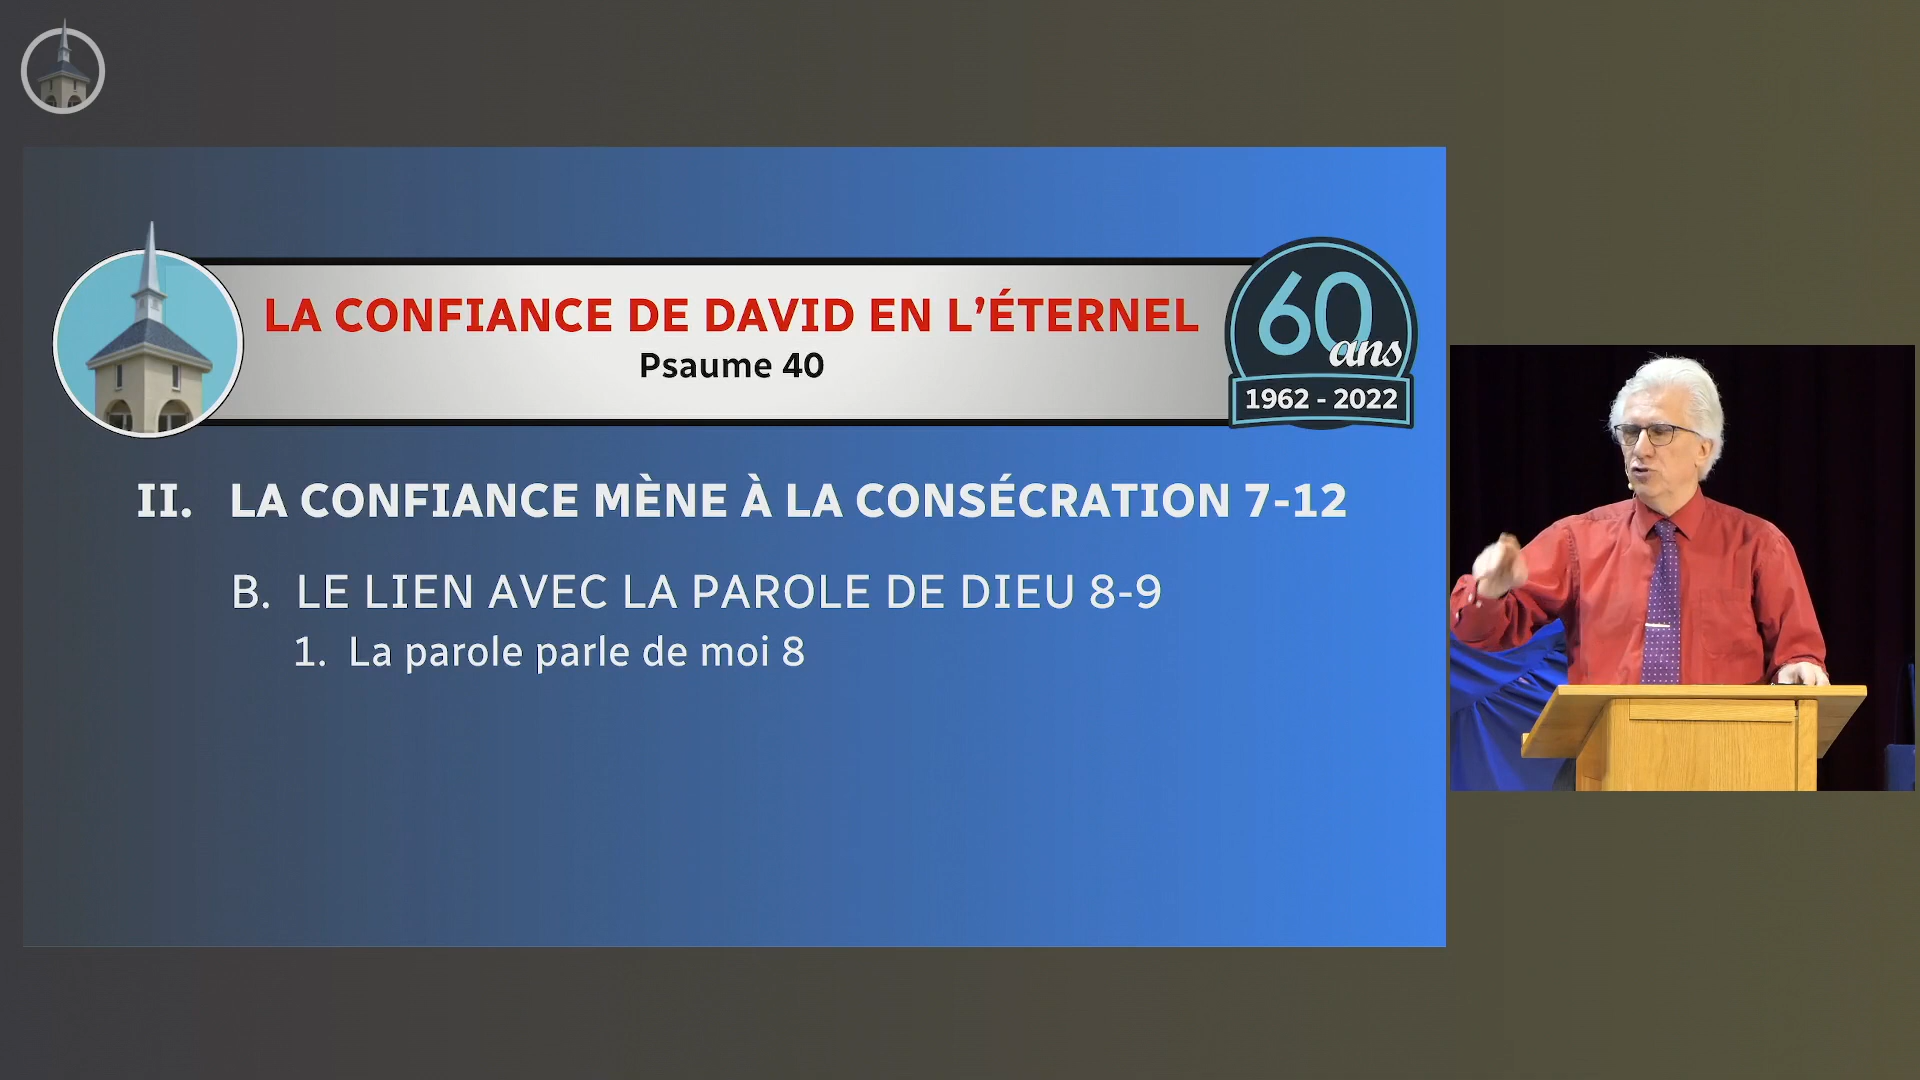 LA CONFIANCE DE DAVID EN L’ÉTERNEL
Psaume 40
60
ans
1962 - 2022
II. LA CONFIANCE MÈNE À LA CONSÉCRATION 7-12
B. LE LIEN AVEC LA PAROLE DE DIEU 8-9
1. La parole parle de moi 8